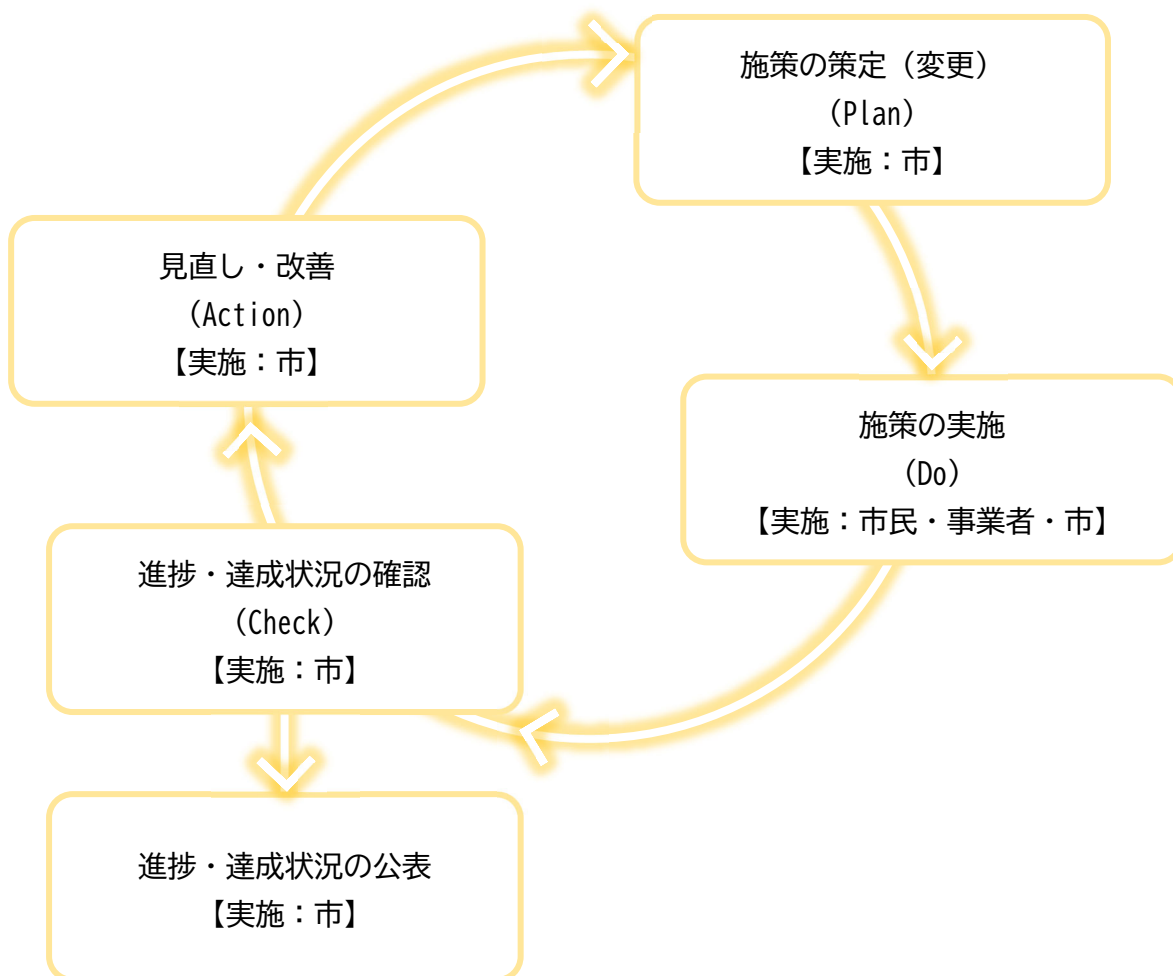 施策の策定（変更）
（Plan）
【実施：市】
見直し・改善
（Action）
【実施：市】
施策の実施
（Do）
【実施：市民・事業者・市】
進捗・達成状況の確認
（Check）
【実施：市】
進捗・達成状況の公表
【実施：市】